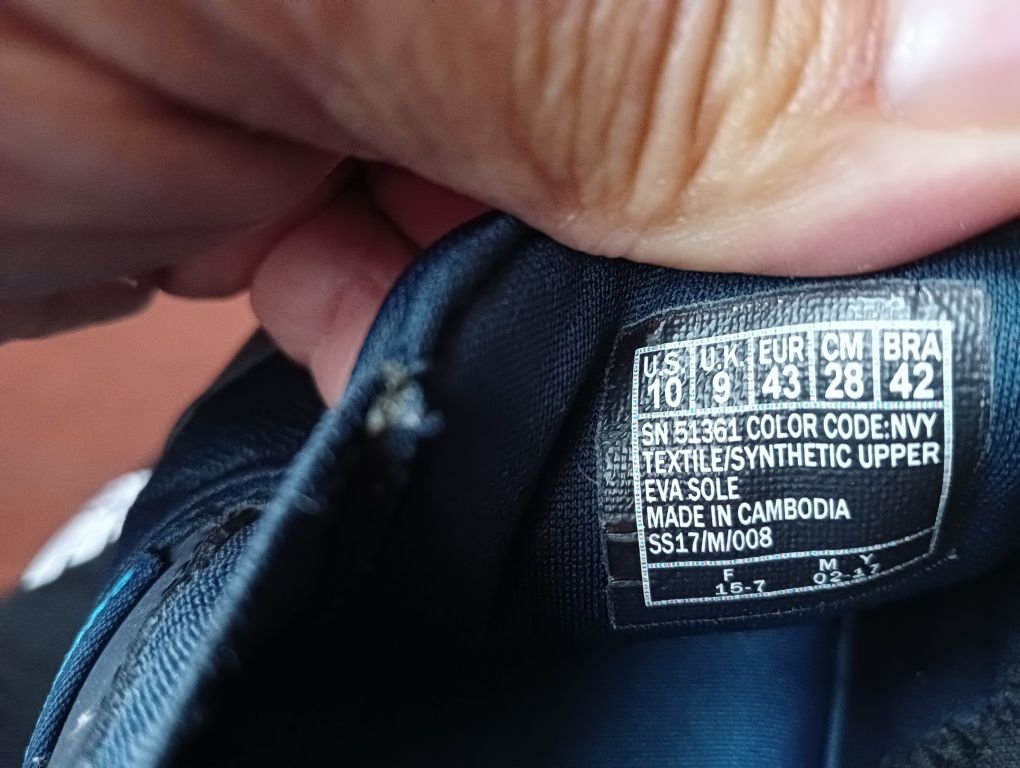 U.S. U.K. EUR CM BRA
10 9 43 28 42
SN 51361 COLOR CODE:NVY
TEXTILE/SYNTHETIC UPPER
EVA SOLE
MADE IN CAMBODIA
SS17/M/008
F M Y
15-7 02-17